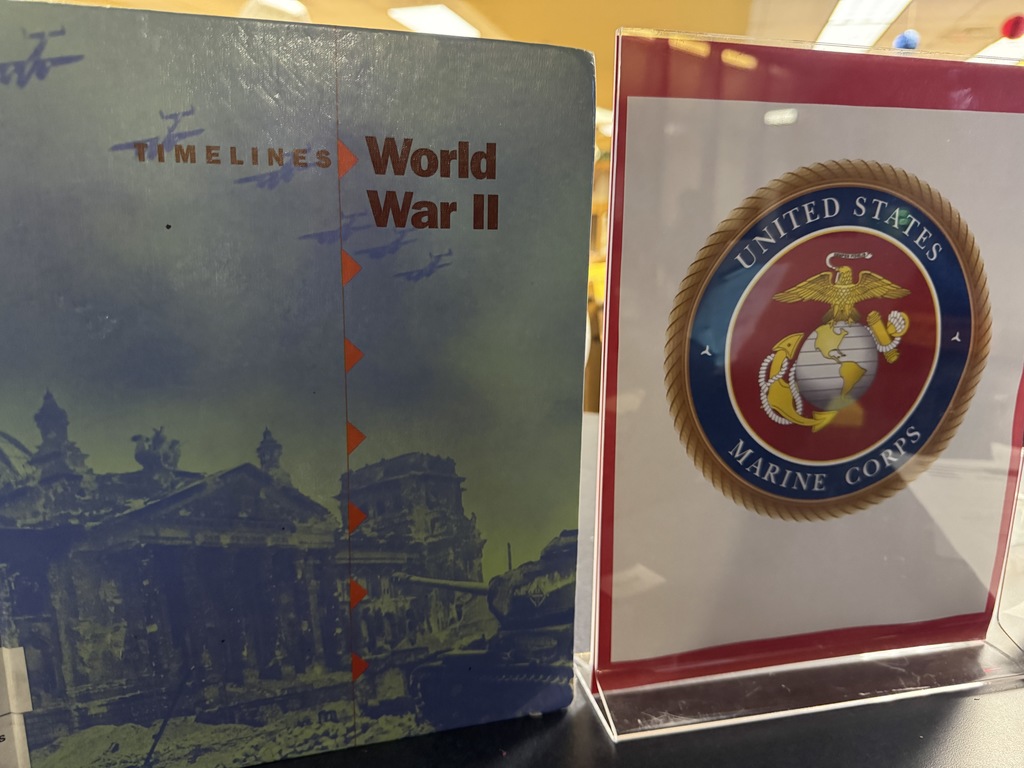 TIMELINES
World
War II
UNITED STATES
MARINE CORPS